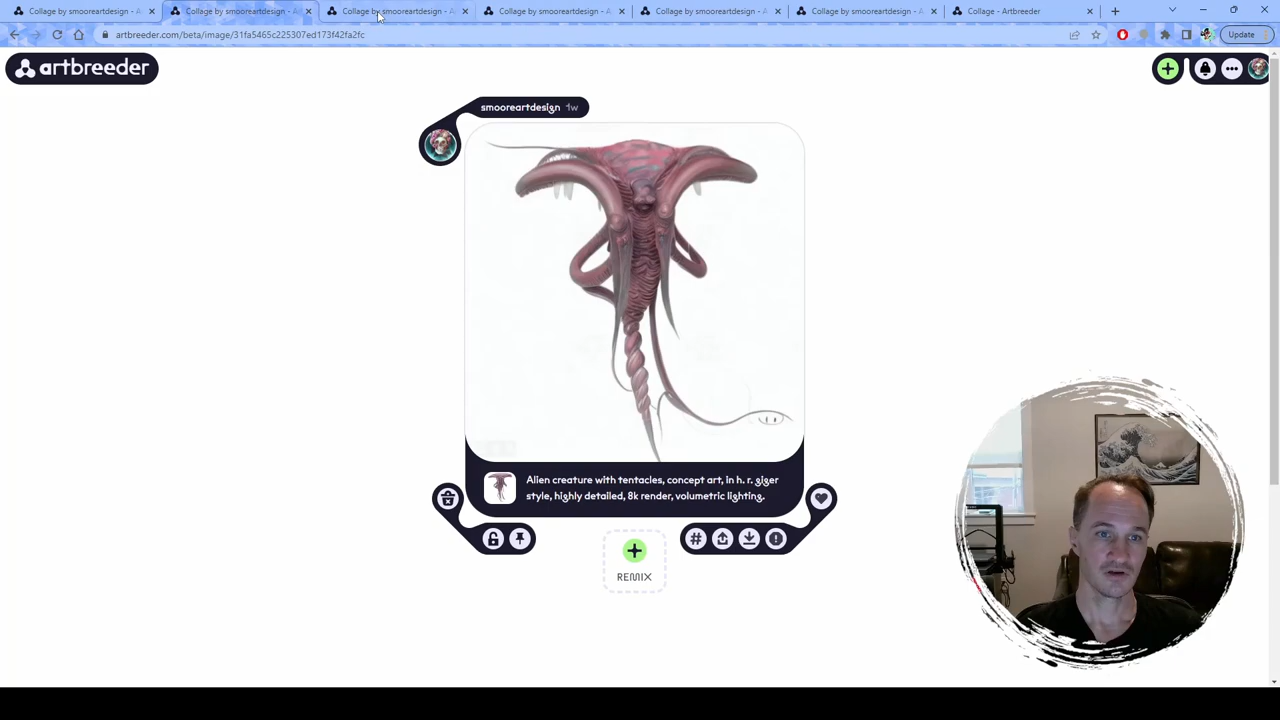 Collage by smooreartdesign - A
Collage by smooreartdesign - A
Collage by smooreartdesign - A
Collage by smooreartdesign - A
Collage by smooreartdesign - A
Collage by smooreartdesign - A
Collage - Artbreeder
artbreeder.com/beta/image/31fa5465c225307ed173f42fa2fc
Update
artbreeder
smooreartdesign 1w
Alien creature with tentacles, concept art, in h. r. giger
style, highly detailed, 8k render, volumetric lighting.
REMIX